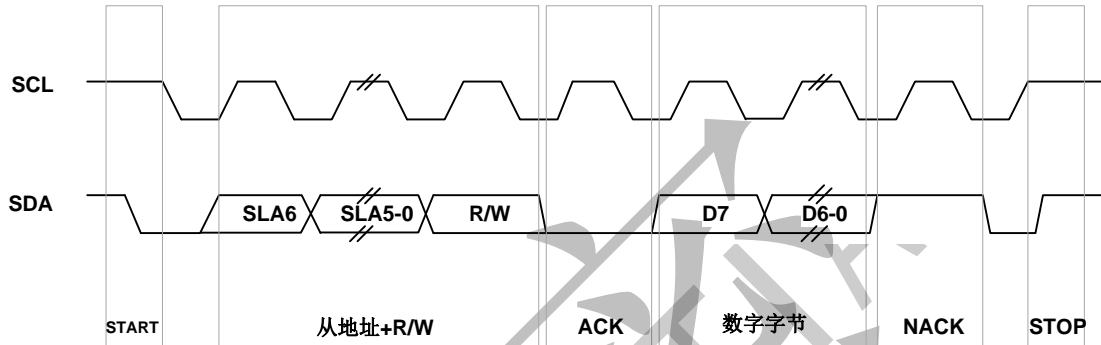 SCL
SDA
SLA6 SLA5-0 R/W D7 D6-0
START 从地址+R/W ACK 数字字节 NACK STOP